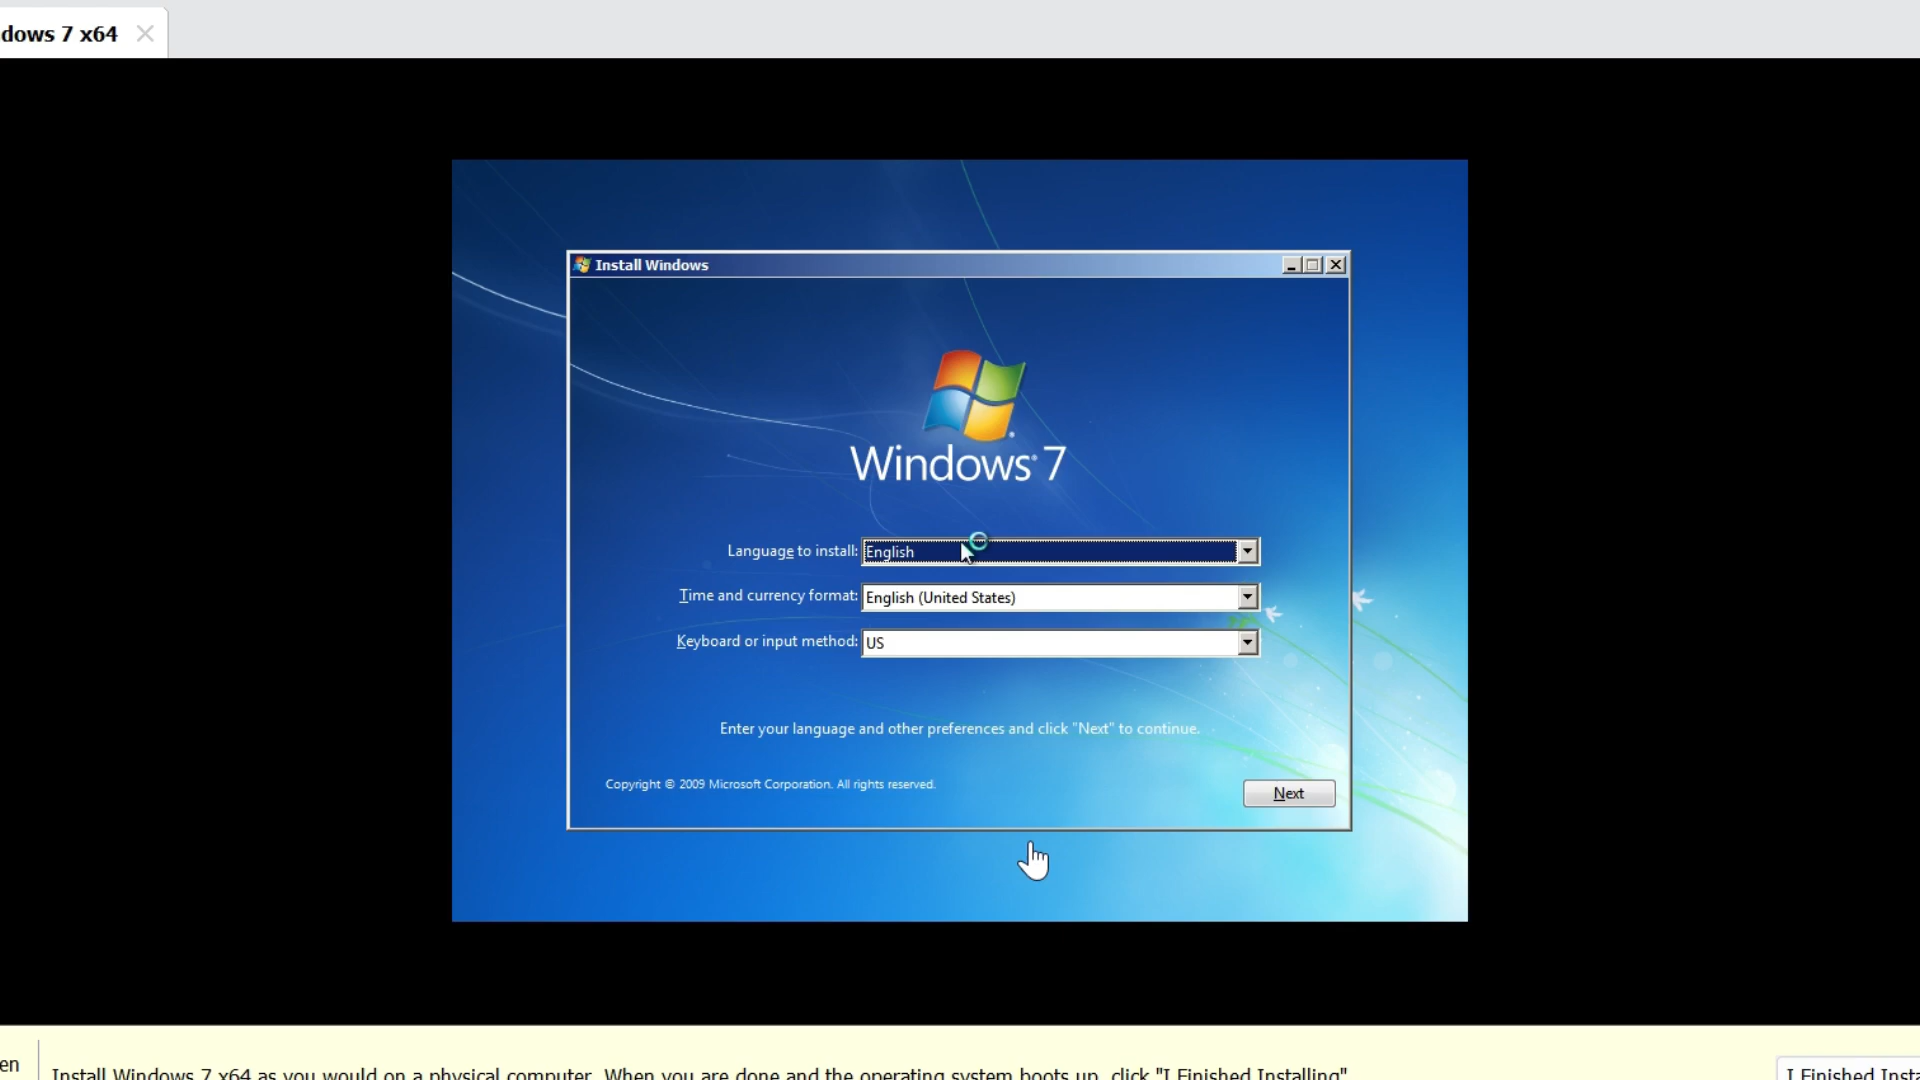 dows 7 x64
Install Windows
Windows® 7
Language to install: English
Time and currency format: English (United States)
Keyboard or input method: US
Enter your language and other preferences and click "Next" to continue.
Copyright © 2009 Microsoft Corporation. All rights reserved.
Next
en
Install Windows 7 x64 as you would on a physical computer. When you are done and the operating system boots up, click "I Finished Installing"
I Finished Insta